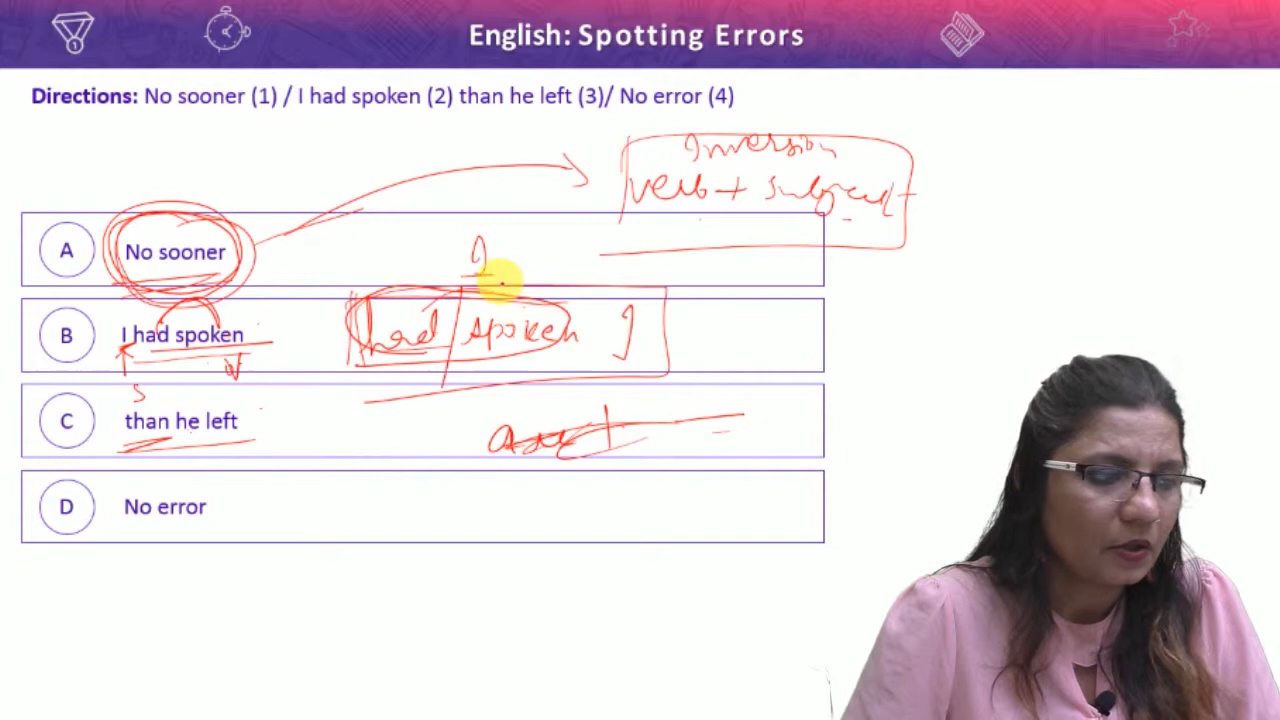 1
English: Spotting Errors
Directions: No sooner (1) / I had spoken (2) than he left (3)/ No error (4)
Inversion
verb + subject
A No sooner
I
B I had spoken
had spoken I
S V
C than he left
D No error